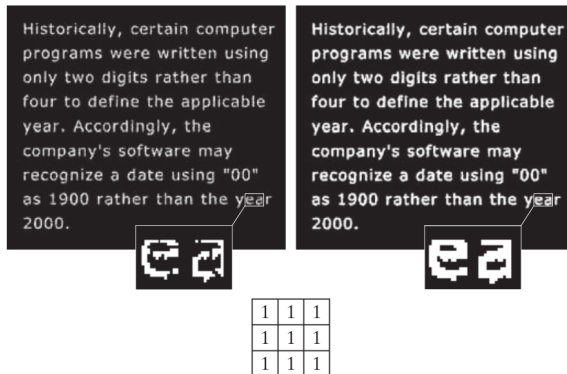 Historically, certain computer
programs were written using
only two digits rather than
four to define the applicable
year. Accordingly, the
company's software may
recognize a date using "00"
as 1900 rather than the year
2000.
ea
Historically, certain computer
programs were written using
only two digits rather than
four to define the applicable
year. Accordingly, the
company's software may
recognize a date using "00"
as 1900 rather than the year
2000.
ea
1 1 1
1 1 1
1 1 1